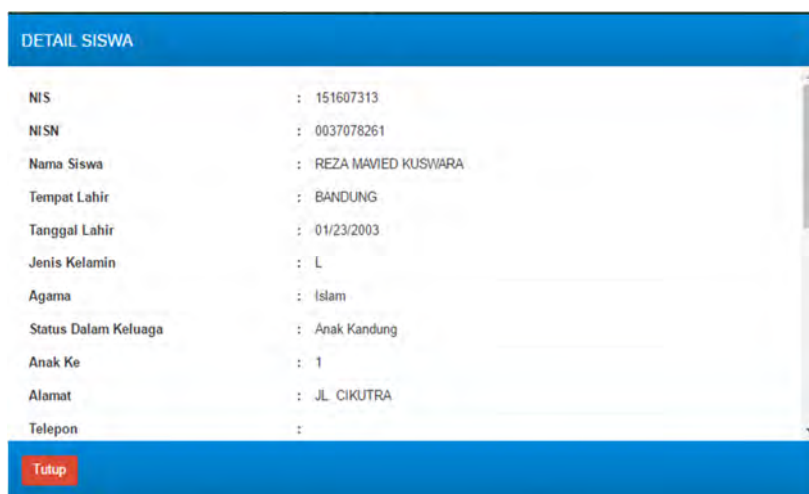 DETAIL SISWA
NIS : 151607313
NISN : 0037078261
Nama Siswa : REZA MAVIED KUSWARA
Tempat Lahir : BANDUNG
Tanggal Lahir : 01/23/2003
Jenis Kelamin : L
Agama : Islam
Status Dalam Keluaga : Anak Kandung
Anak Ke : 1
Alamat : JL. CIKUTRA
Telepon :
Tutup